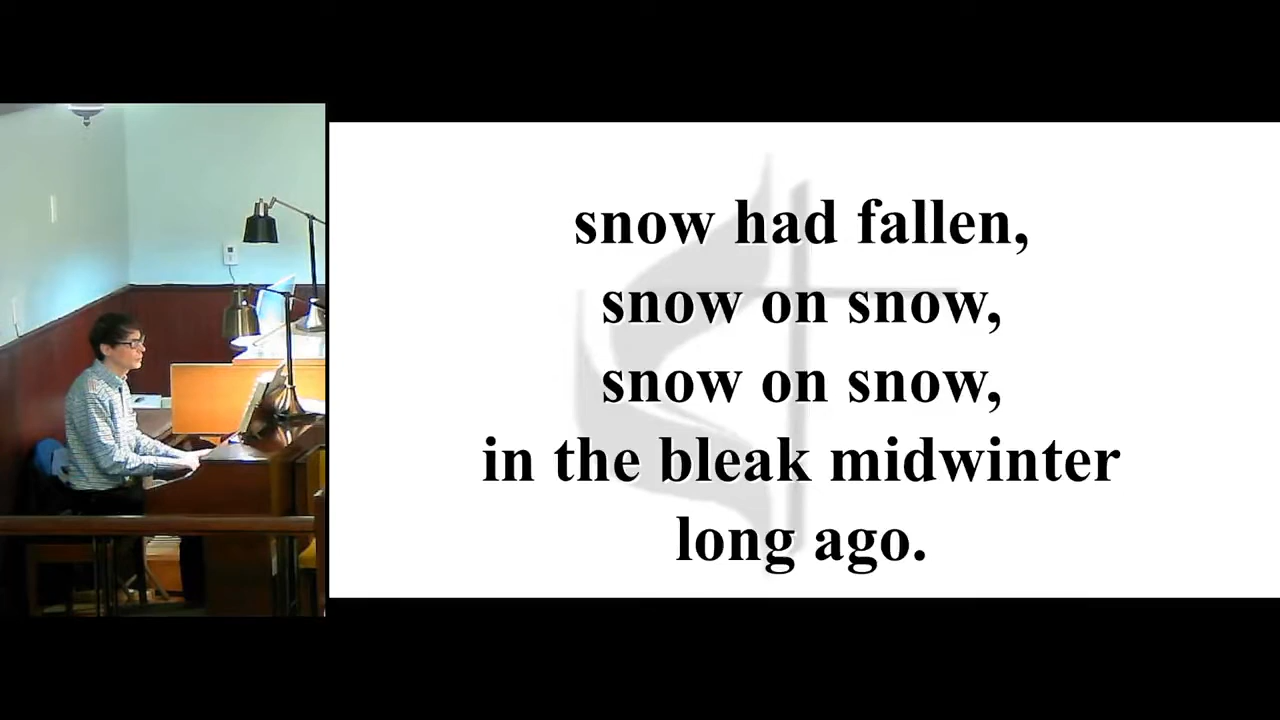 snow had fallen,
snow on snow,
snow on snow,
in the bleak midwinter
long ago.